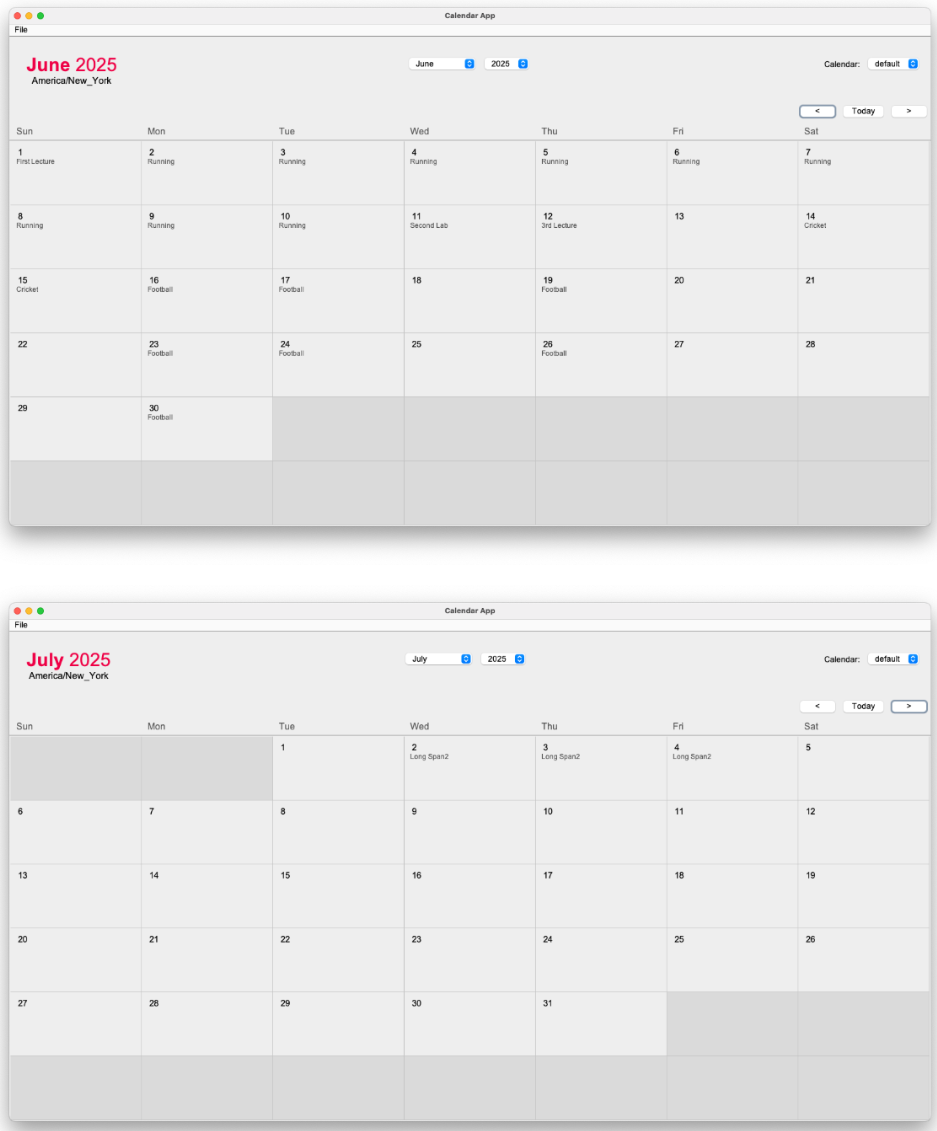 Calendar App
File
June 2025
America/New_York
June 2025
Calendar: default
< Today >
Sun Mon Tue Wed Thu Fri Sat
1 2 3 4 5 6 7
First Lecture Running Running Running Running Running Running
8 9 10 11 12 13 14
Running Running Running Second Lab 3rd Lecture Cricket
15 16 17 18 19 20 21
Cricket Football Football Football
22 23 24 25 26 27 28
Football Football Football
29 30
Football
Calendar App
File
July 2025
America/New_York
July 2025
Calendar: default
< Today >
Sun Mon Tue Wed Thu Fri Sat
1 2 3 4 5
Long Span2 Long Span2 Long Span2
6 7 8 9 10 11 12
13 14 15 16 17 18 19
20 21 22 23 24 25 26
27 28 29 30 31